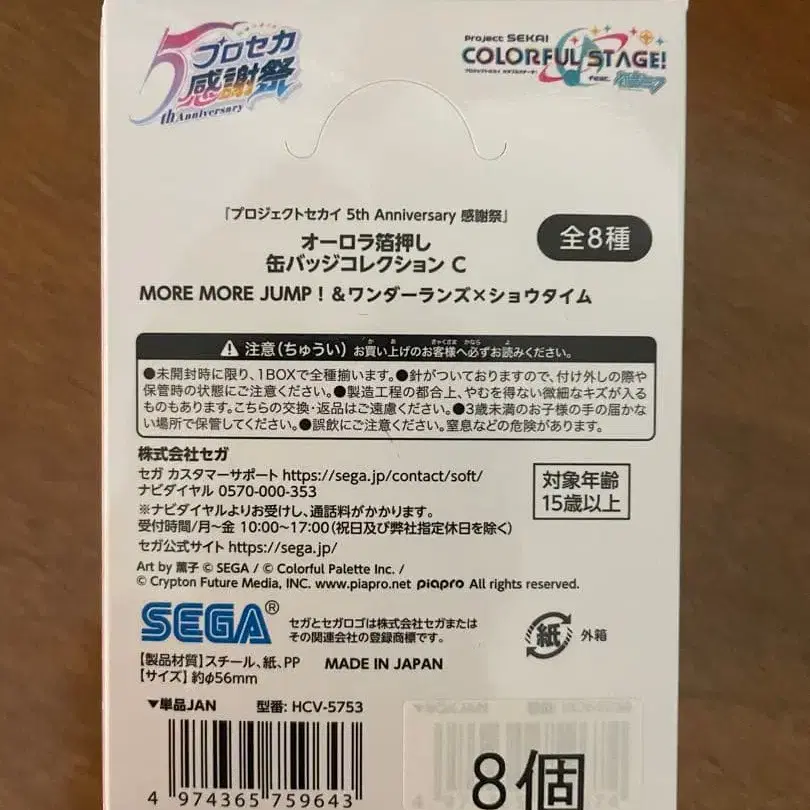 5th Anniversary
プロセカ
感謝祭
Project SEKAI
COLORFUL STAGE!
プロジェクトセカイ カラフルステージ!
feat. 初音ミク
『プロジェクトセカイ 5th Anniversary 感謝祭』
オーロラ箔押し
缶バッジコレクション C
全8種
MORE MORE JUMP!&ワンダーランズ×ショウタイム
注意(ちゅうい)お買い上げのお客様へ必ずお読みください。
●未開封時に限り、1BOXで全種揃います。●針がついておりますので、付け外しの際や
保管時の状態にご注意ください。●製造工程の都合上、やむを得ない微細なキズが入る
ものもあります。こちらの交換・返品はご遠慮ください。●3歳未満のお子様の手の届かな
い場所で保管してください。●誤飲にご注意ください。窒息などの危険があります。
株式会社セガ
セガ カスタマーサポート https://sega.jp/contact/soft/
ナビダイヤル 0570-000-353
※ナビダイヤルよりお受けし、通話料がかかります。
受付時間/月〜金 10:00〜17:00(祝日及び弊社指定休日を除く)
セガ公式サイト https://sega.jp/
対象年齢
15歳以上
Art by 薫子 © SEGA / © Colorful Palette Inc. /
© Crypton Future Media, INC. www.piapro.net piapro All rights reserved.
SEGA®
セガとセガロゴは株式会社セガまたは
その関連会社の登録商標です。
紙 外箱
【製品材質】スチール、紙、PP MADE IN JAPAN
【サイズ】約φ56mm
▼単品JAN 型番: HCV-5753
4 974365 759643
8個